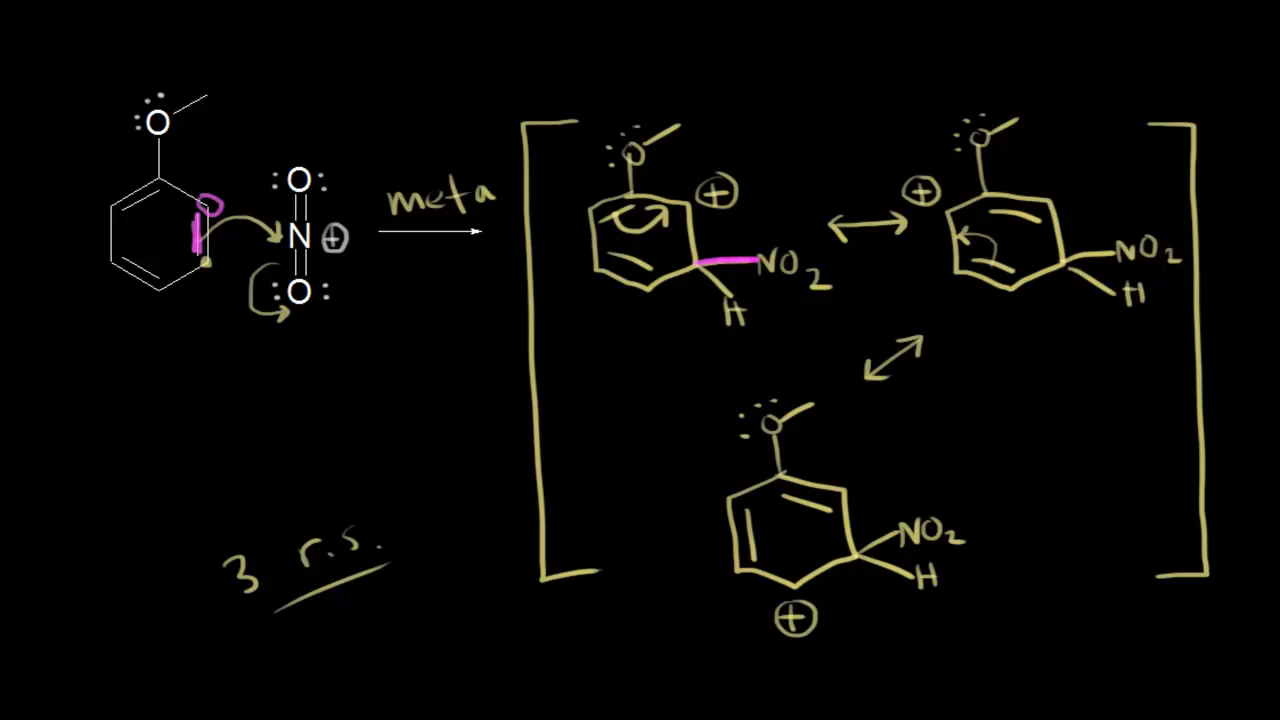 :Ö
:O:
N⊕
:O:
meta
:Ö
⊕
NO₂
H
:Ö
⊕
NO₂
H
:Ö
NO₂
H
⊕
3 r.s.